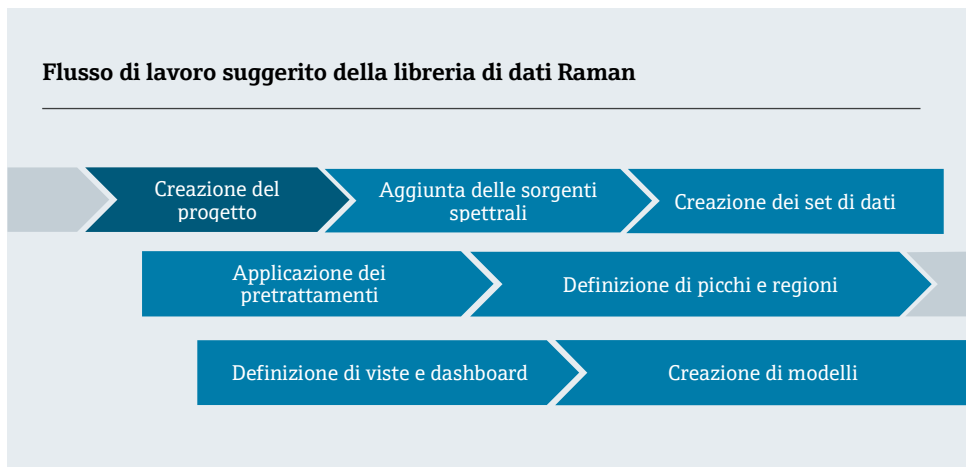 Flusso di lavoro suggerito della libreria di dati Raman
Creazione del
progetto
Aggiunta delle sorgenti
spettrali
Creazione dei set di dati
Applicazione dei
pretrattamenti
Definizione di picchi e regioni
Definizione di viste e dashboard
Creazione di modelli